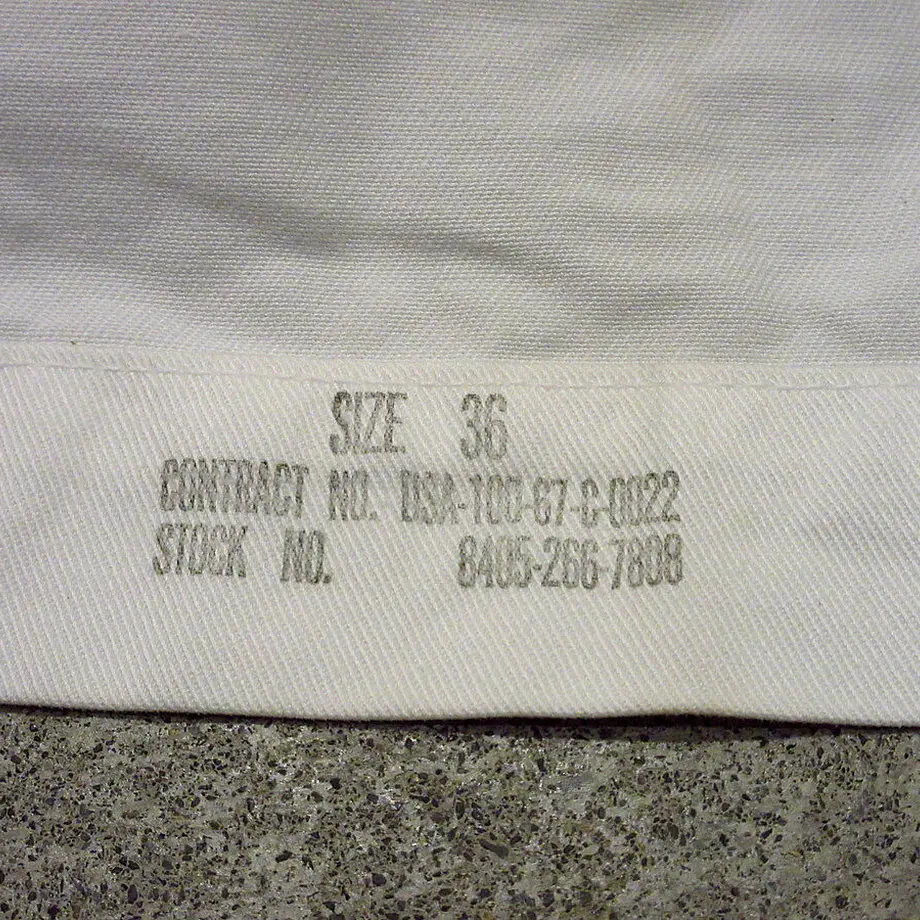 SIZE 36
CONTRACT NO. DSA-100-67-C-0022
STOCK NO. 8405-266-7808